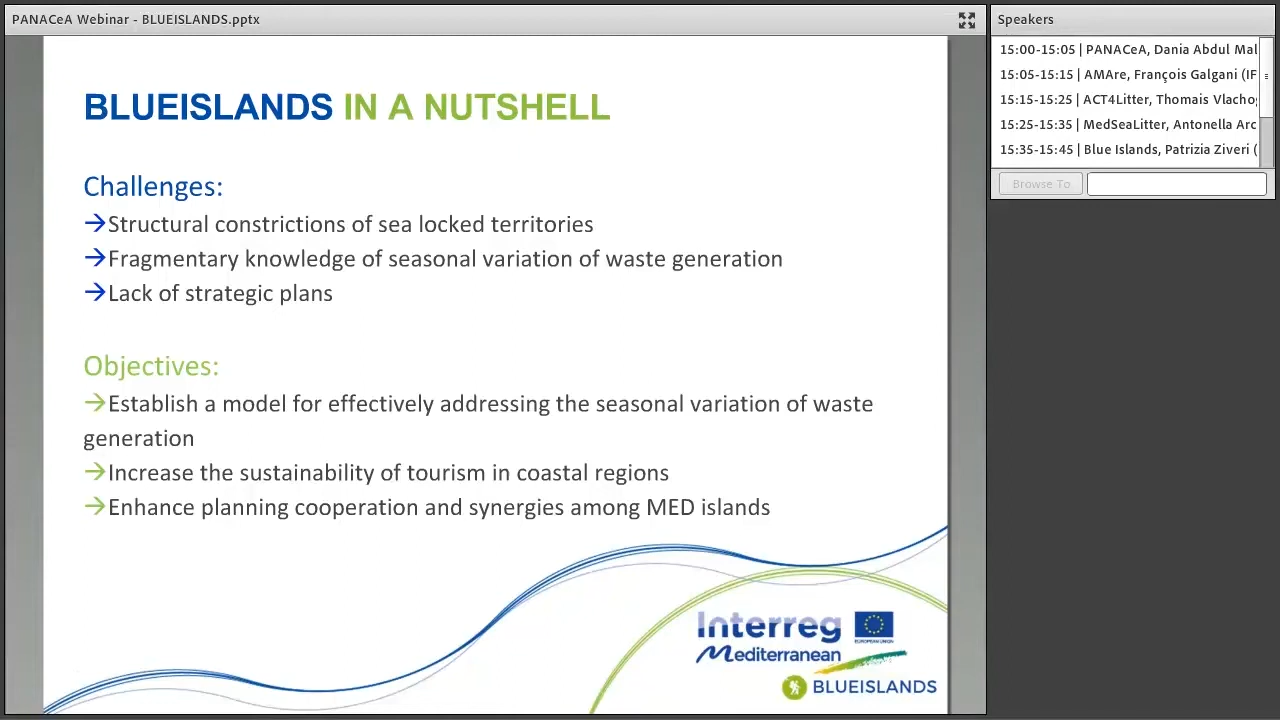 PANACeA Webinar - BLUEISLANDS.pptx
BLUEISLANDS IN A NUTSHELL
Challenges:
→Structural constrictions of sea locked territories
→Fragmentary knowledge of seasonal variation of waste generation
→Lack of strategic plans
Objectives:
→Establish a model for effectively addressing the seasonal variation of waste
generation
→Increase the sustainability of tourism in coastal regions
→Enhance planning cooperation and synergies among MED islands
Interreg
EUROPEAN UNION
Mediterranean
BLUEISLANDS
Speakers
15:00-15:05 | PANACeA, Dania Abdul Mal
15:05-15:15 | AMAre, François Galgani (IF
15:15-15:25 | ACT4Litter, Thomais Vlacho
15:25-15:35 | MedSeaLitter, Antonella Arc
15:35-15:45 | Blue Islands, Patrizia Ziveri (
Browse To